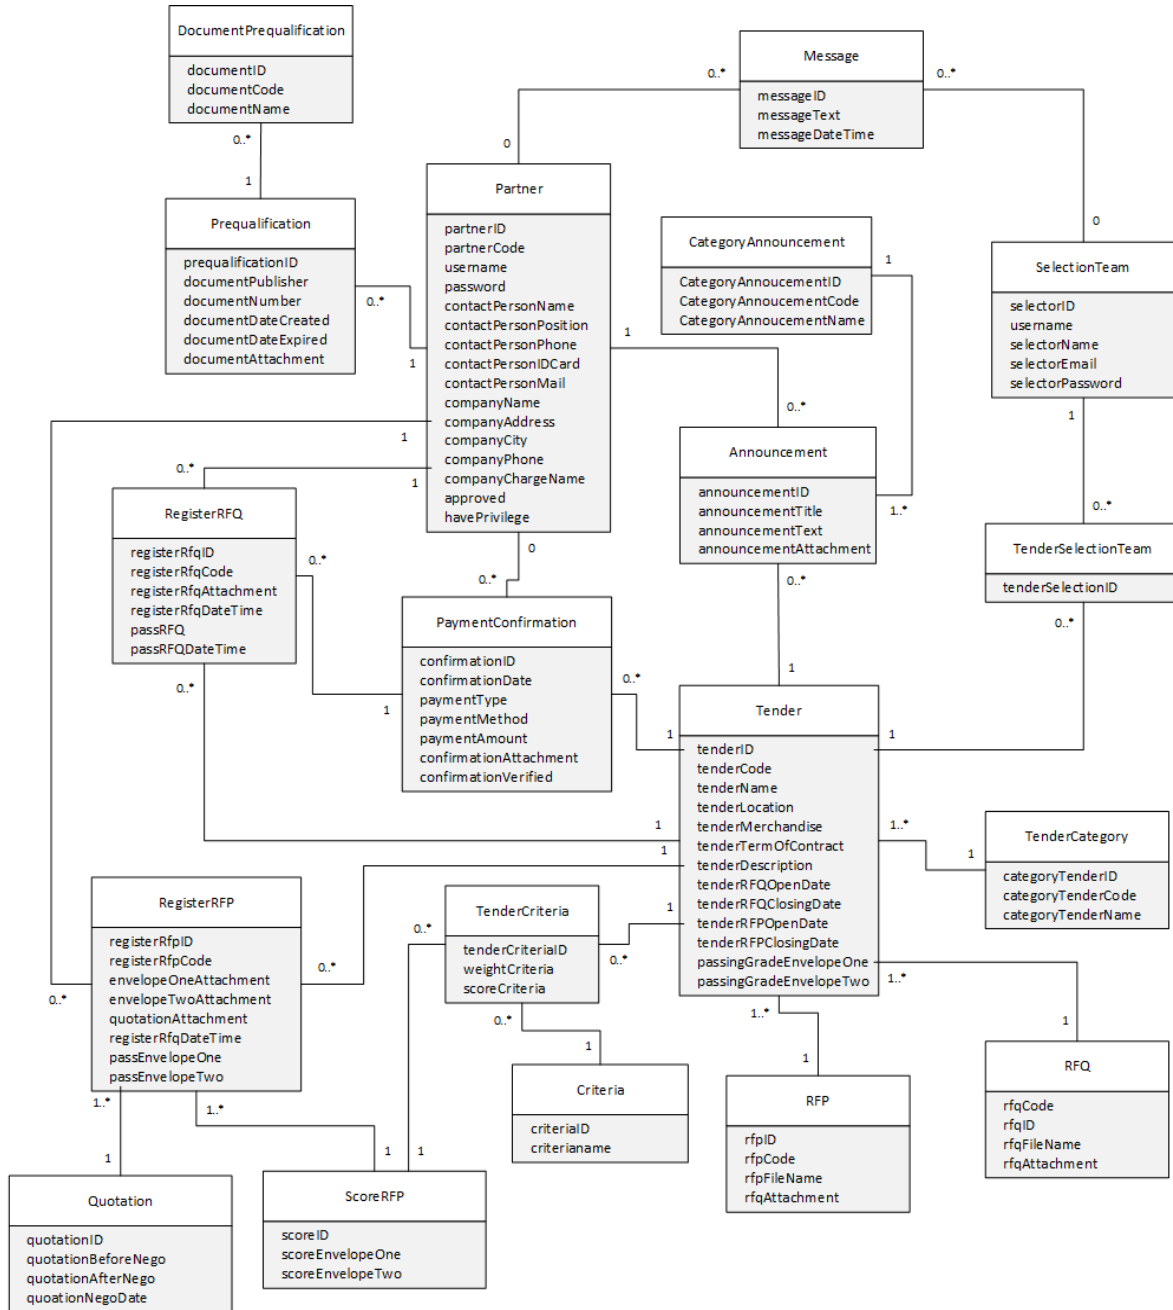 DocumentPrequalification
documentID
documentCode
documentName
0..*
1
Prequalification
prequalificationID
documentPublisher
documentNumber
documentDateCreated
documentDateExpired
documentAttachment
0..*
1
Message
messageID
messageText
messageDateTime
0..*
0..*
0
0
Partner
partnerID
partnerCode
username
password
contactPersonName
contactPersonPosition
contactPersonPhone
contactPersonIDCard
contactPersonMail
companyName
companyAddress
companyCity
companyPhone
companyChargeName
approved
havePrivilege
1
1
1
0
0..*
CategoryAnnouncement
CategoryAnnoucementID
CategoryAnnoucementCode
CategoryAnnoucementName
1
1..*
SelectionTeam
selectorID
username
selectorName
selectorEmail
selectorPassword
1
0..*
Announcement
announcementID
announcementTitle
announcementText
announcementAttachment
0..*
0..*
1
TenderSelectionTeam
tenderSelectionID
0..*
1
RegisterRFQ
registerRfqID
registerRfqCode
registerRfqAttachment
registerRfqDateTime
passRFQ
passRFQDateTime
0..*
0..*
0..*
1
PaymentConfirmation
confirmationID
confirmationDate
paymentType
paymentMethod
paymentAmount
confirmationAttachment
confirmationVerified
0..*
1
Tender
tenderID
tenderCode
tenderName
tenderLocation
tenderMerchandise
tenderTermOfContract
tenderDescription
tenderRFQOpenDate
tenderRFQClosingDate
tenderRFPOpenDate
tenderRFPClosingDate
passingGradeEnvelopeOne
passingGradeEnvelopeTwo
1
1
1
1..*
1..*
1..*
TenderCategory
categoryTenderID
categoryTenderCode
categoryTenderName
1
RegisterRFP
registerRfpID
registerRfpCode
envelopeOneAttachment
envelopeTwoAttachment
quotationAttachment
registerRfqDateTime
passEnvelopeOne
passEnvelopeTwo
0..*
0..*
1..*
1..*
TenderCriteria
tenderCriteriaID
weightCriteria
scoreCriteria
0..*
0..*
0..*
1
Criteria
criteriaID
criterianame
1
RFP
rfpID
rfpCode
rfpFileName
rfqAttachment
1
RFQ
rfqCode
rfqID
rfqFileName
rfqAttachment
1
Quotation
quotationID
quotationBeforeNego
quotationAfterNego
quoationNegoDate
1
1
ScoreRFP
scoreID
scoreEnvelopeOne
scoreEnvelopeTwo